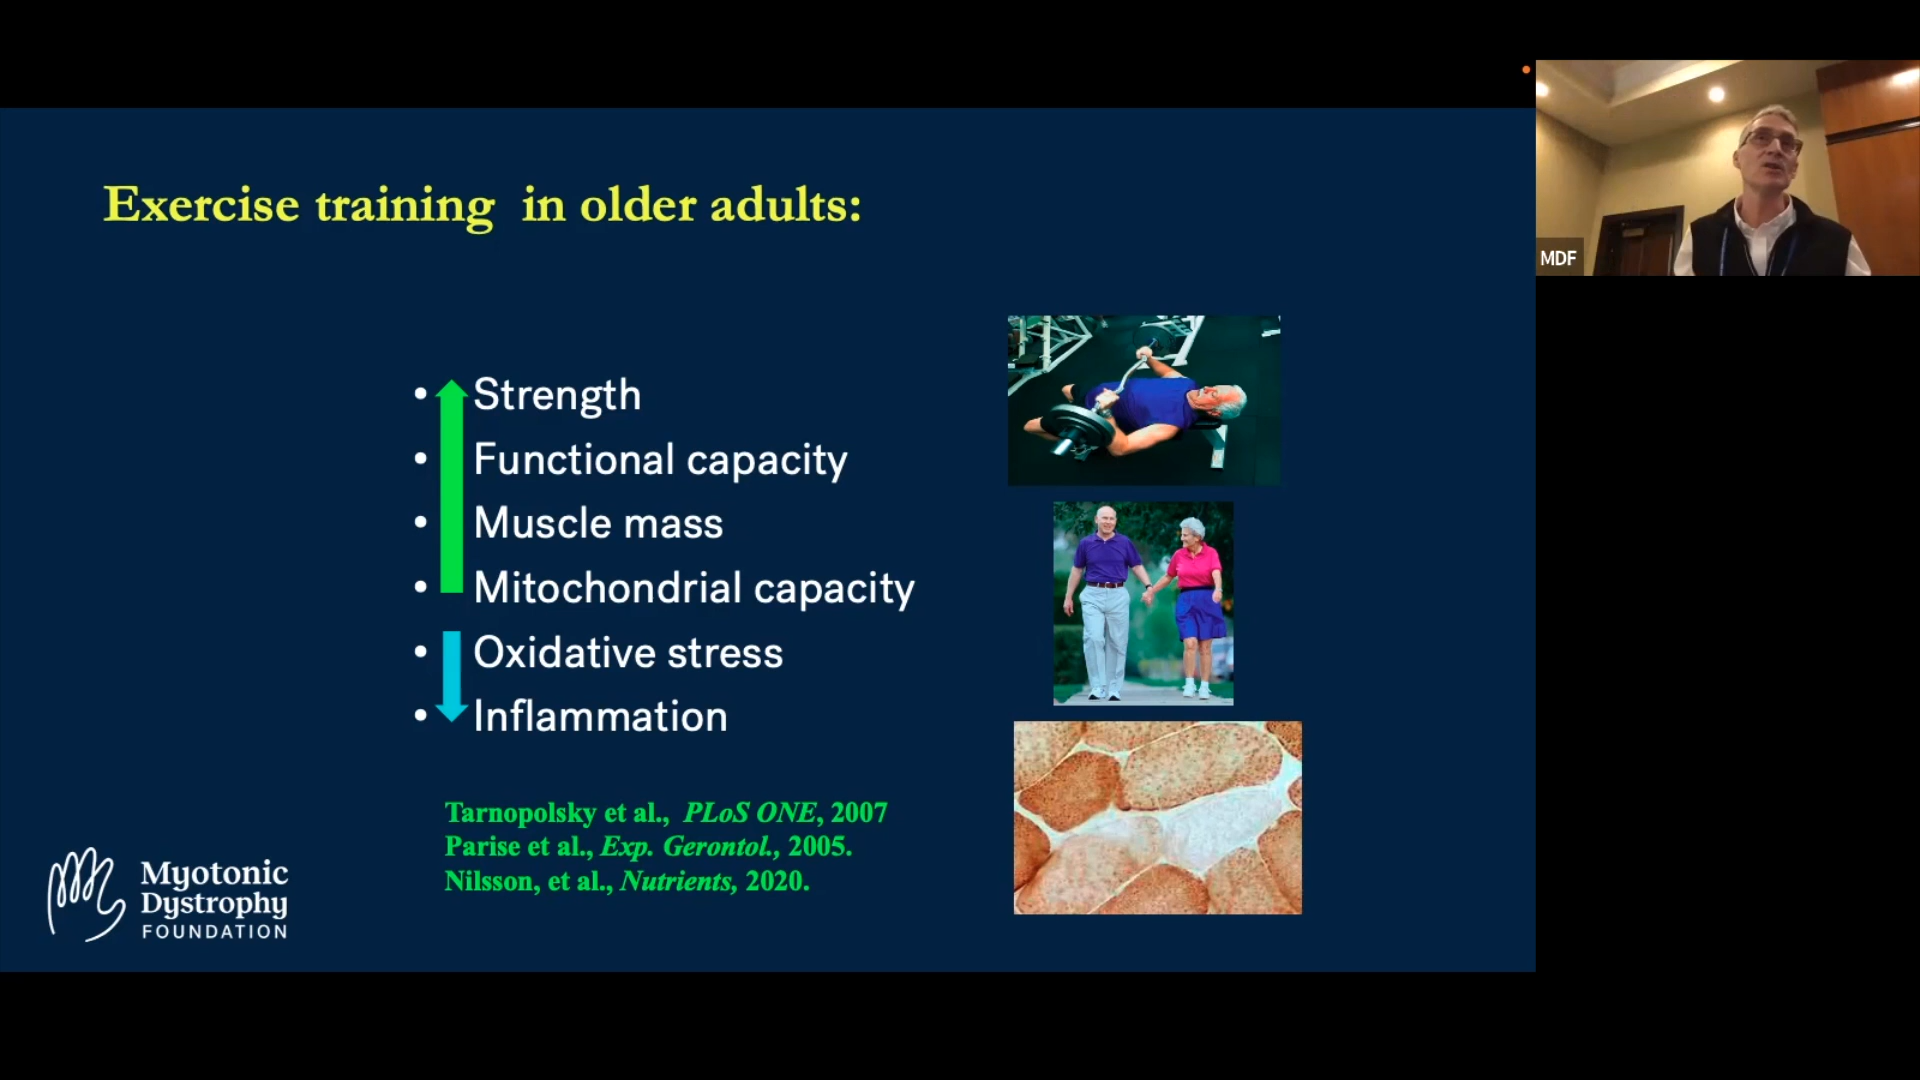 Exercise training in older adults:
• Strength
• Functional capacity
• Muscle mass
• Mitochondrial capacity
• Oxidative stress
• Inflammation
Tarnopolsky et al., PLoS ONE, 2007
Parise et al., Exp. Gerontol., 2005.
Nilsson, et al., Nutrients, 2020.
Myotonic
Dystrophy
FOUNDATION
MDF